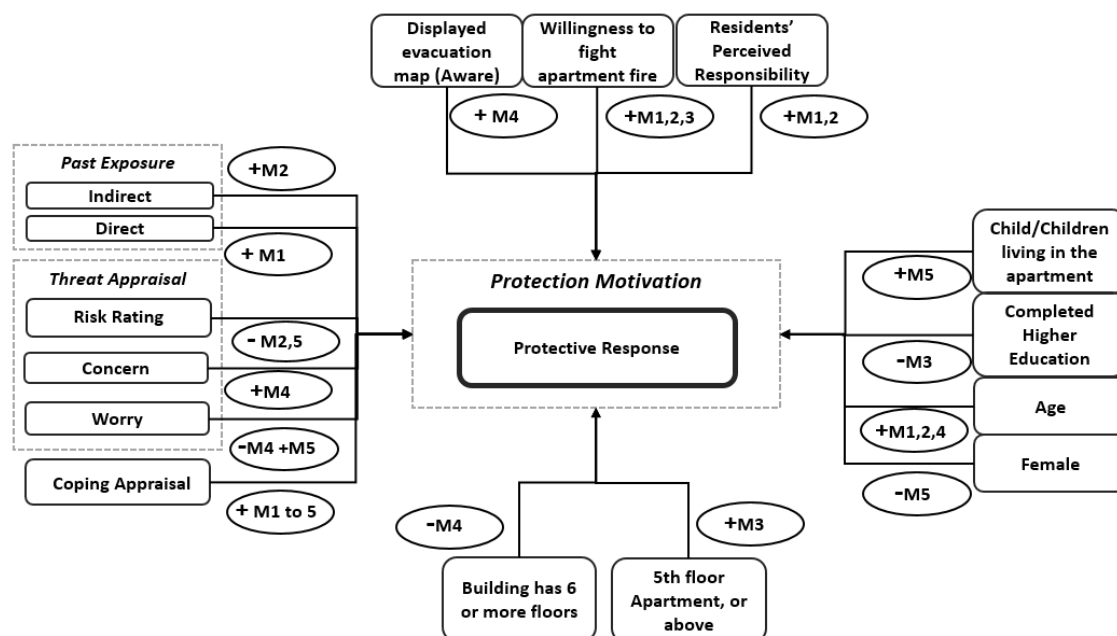 Displayed
evacuation
map (Aware)
Willingness to
fight
apartment fire
Residents'
Perceived
Responsibility
+ M4
+M1,2,3
+M1,2
Past Exposure
Indirect
Direct
+M2
+ M1
Threat Appraisal
Risk Rating
Concern
Worry
- M2,5
+M4
-M4 +M5
Coping Appraisal
+ M1 to 5
Protection Motivation
Protective Response
Child/Children
living in the
apartment
+M5
Completed
Higher
Education
-M3
Age
+M1,2,4
Female
-M5
-M4
+M3
Building has 6
or more floors
5th floor
Apartment, or
above